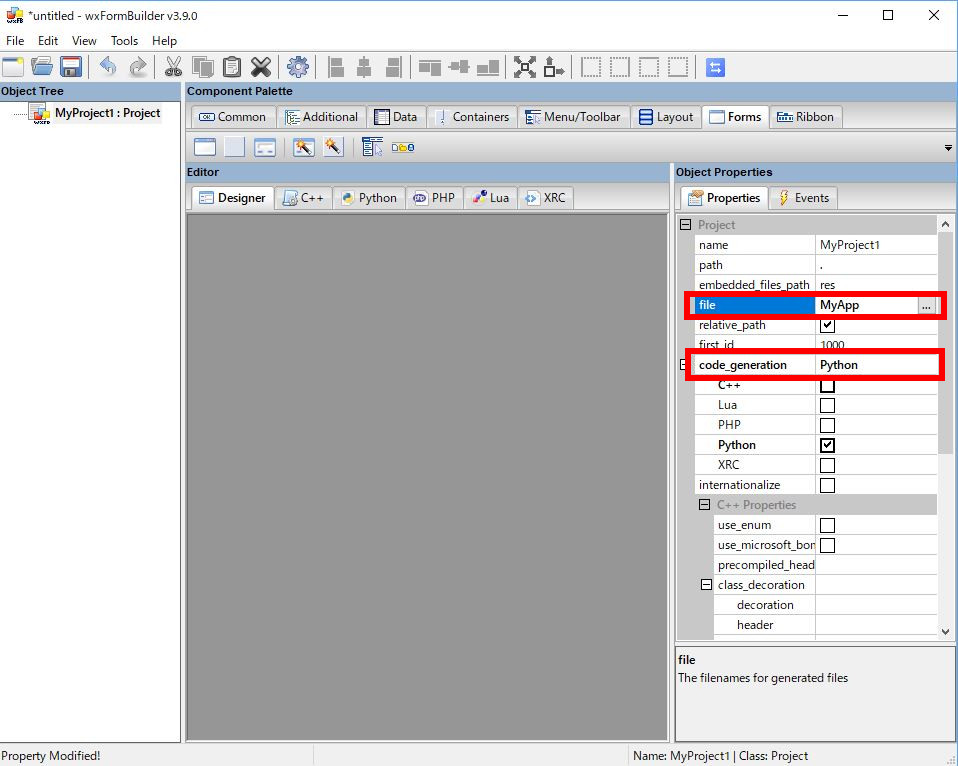 *untitled - wxFormBuilder v3.9.0
File Edit View Tools Help
Object Tree
MyProject1 : Project
Component Palette
Common Additional Data Containers Menu/Toolbar Layout Forms Ribbon
Editor
Designer C++ Python PHP Lua XRC
Object Properties
Properties Events
Project
name MyProject1
path .
embedded_files_path res
file MyApp ...
relative_path
first_id 1000
code_generation Python
C++
Lua
PHP
Python
XRC
internationalize
C++ Properties
use_enum
use_microsoft_bom
precompiled_head
class_decoration
decoration
header
file
The filenames for generated files
Property Modified!
Name: MyProject1 | Class: Project